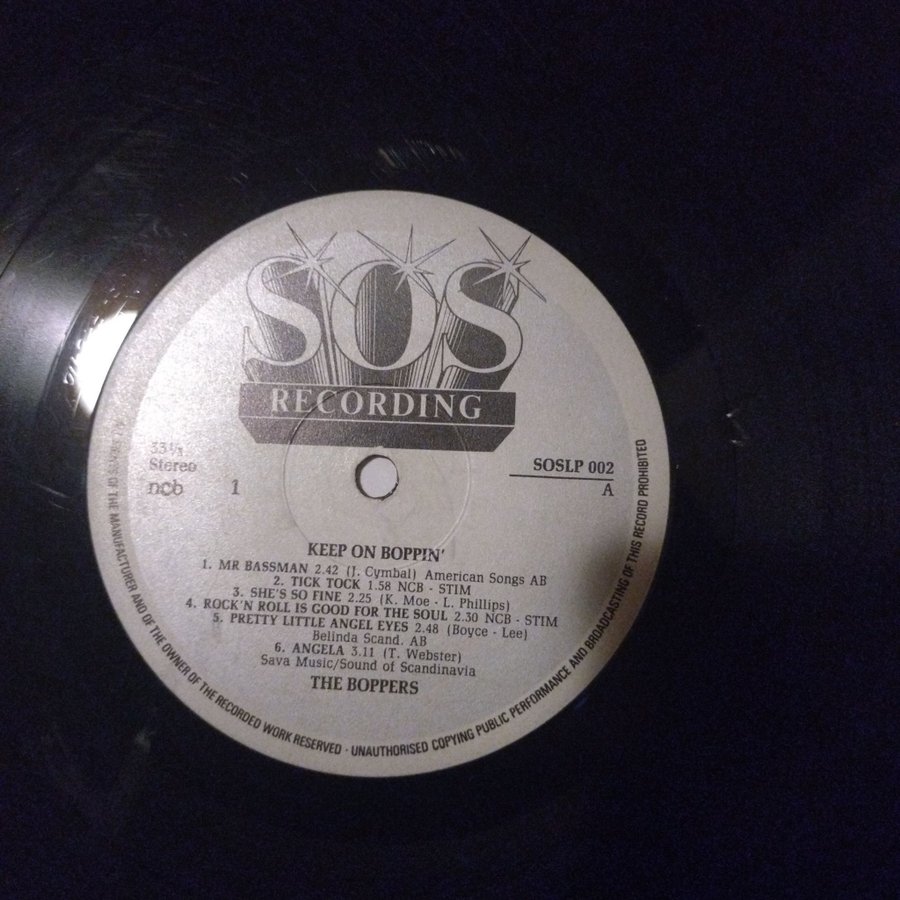 SOS
RECORDING
33⅓
Stereo
ncb 1
SOSLP 002
A
KEEP ON BOPPIN'
1. MR BASSMAN 2.42 (J. Cymbal) American Songs AB
2. TICK TOCK 1.58 NCB - STIM
3. SHE'S SO FINE 2.25 (K. Moe - L. Phillips)
4. ROCK'N ROLL IS GOOD FOR THE SOUL 2.30 NCB - STIM
5. PRETTY LITTLE ANGEL EYES 2.48 (Boyce - Lee)
Belinda Scand. AB
6. ANGELA 3.11 (T. Webster)
Sava Music/Sound of Scandinavia
THE BOPPERS
ALL RIGHTS OF THE MANUFACTURER AND OF THE OWNER OF THE RECORDED WORK RESERVED · UNAUTHORISED COPYING PUBLIC PERFORMANCE AND BROADCASTING OF THIS RECORD PROHIBITED